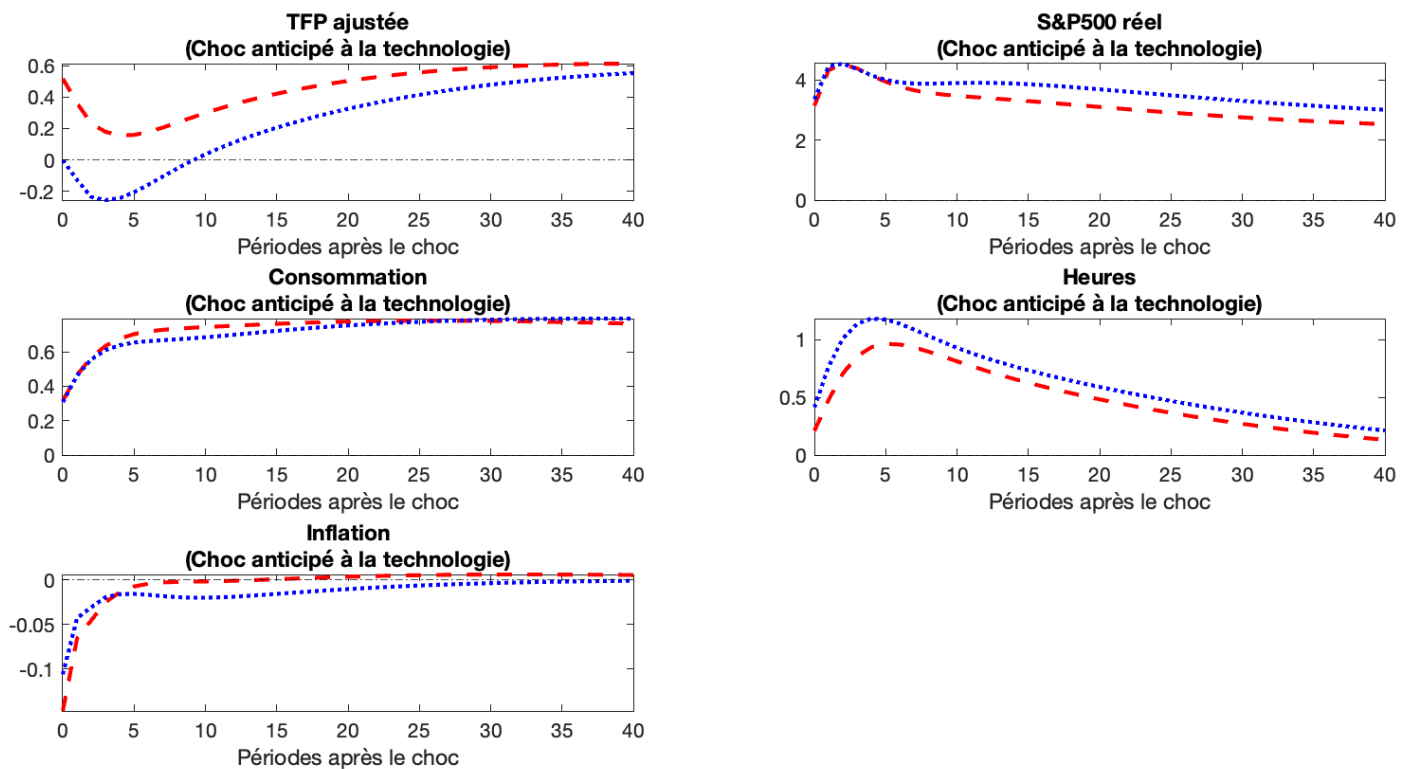 TFP ajustée
(Choc anticipé à la technologie)
0.6
0.4
0.2
0
-0.2
0 5 10 15 20 25 30 35 40
Périodes après le choc
S&P500 réel
(Choc anticipé à la technologie)
4
2
0
0 5 10 15 20 25 30 35 40
Périodes après le choc
Consommation
(Choc anticipé à la technologie)
0.6
0.4
0.2
0
0 5 10 15 20 25 30 35 40
Périodes après le choc
Heures
(Choc anticipé à la technologie)
1
0.5
0
0 5 10 15 20 25 30 35 40
Périodes après le choc
Inflation
(Choc anticipé à la technologie)
0
-0.05
-0.1
0 5 10 15 20 25 30 35 40
Périodes après le choc